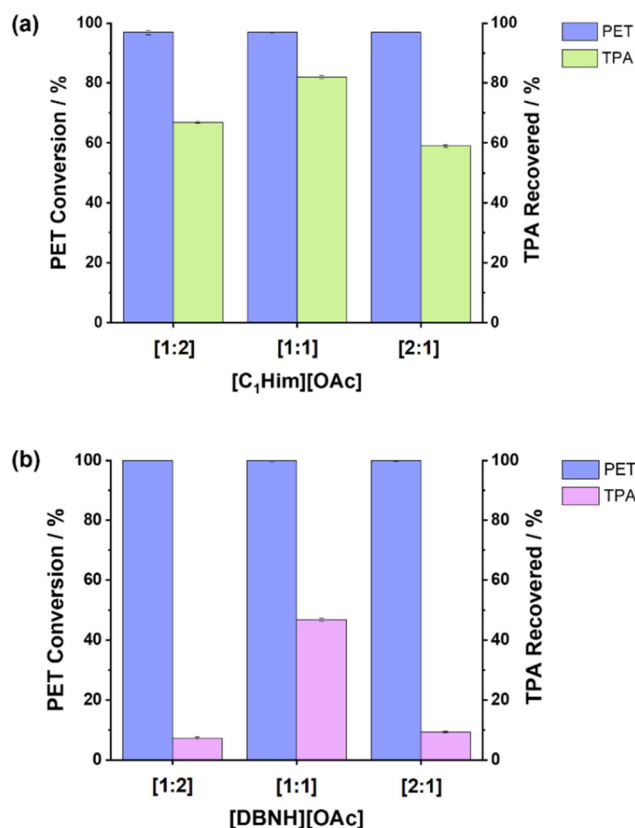 (a)
PET
TPA
PET Conversion / %
100
80
60
40
20
0
100
80
60
40
20
0
TPA Recovered / %
[1:2] [1:1] [2:1]
[C₁Him][OAc]
(b)
PET
TPA
PET Conversion / %
100
80
60
40
20
0
100
80
60
40
20
0
TPA Recovered / %
[1:2] [1:1] [2:1]
[DBNH][OAc]